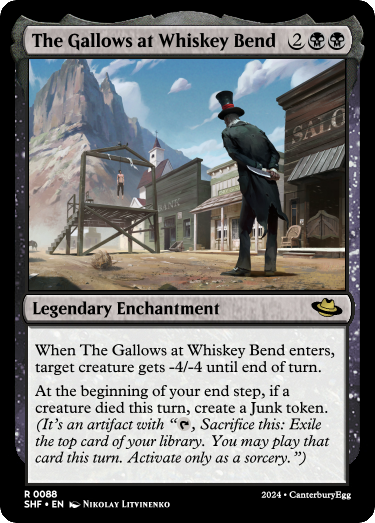 The Gallows at Whiskey Bend 2
SALO
BANK
Legendary Enchantment
When The Gallows at Whiskey Bend enters,
target creature gets -4/-4 until end of turn.
At the beginning of your end step, if a
creature died this turn, create a Junk token.
(It's an artifact with “, Sacrifice this: Exile
the top card of your library. You may play that
card this turn. Activate only as a sorcery.”)
R 0088
SHF • EN Nikolay Litvinenko
2024 • CanterburyEgg